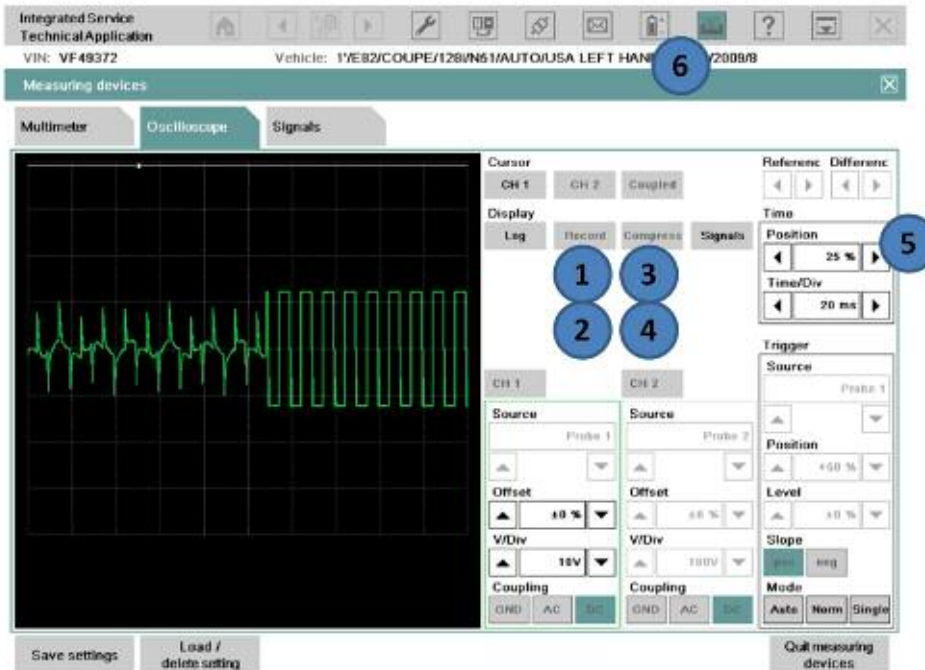 Integrated Service
Technical Application
?
VIN: VF49372 Vehicle: 1'/E82/COUPE/128i/N51/AUTO/USA LEFT HAN 2009/8
6
Measuring devices
Multimeter Oscilloscope Signals
Cursor Referenc Differenc
CH 1 CH 2 Coupled
Display Time
Log Record Compress Signals Position
25 % 5
1 3 Time/Div
20 ms
2 4
Trigger
Source
CH 1 CH 2 Probe 1
Source Source
Probe 1 Probe 2 Position
+50 %
Offset Offset Level
±0 % ±0 % ±0 %
V/Div V/Div Slope
10V 100V pos neg
Coupling Coupling Mode
GND AC DC GND AC DC Auto Norm Single
Save settings Load /
delete setting Quit measuring
devices